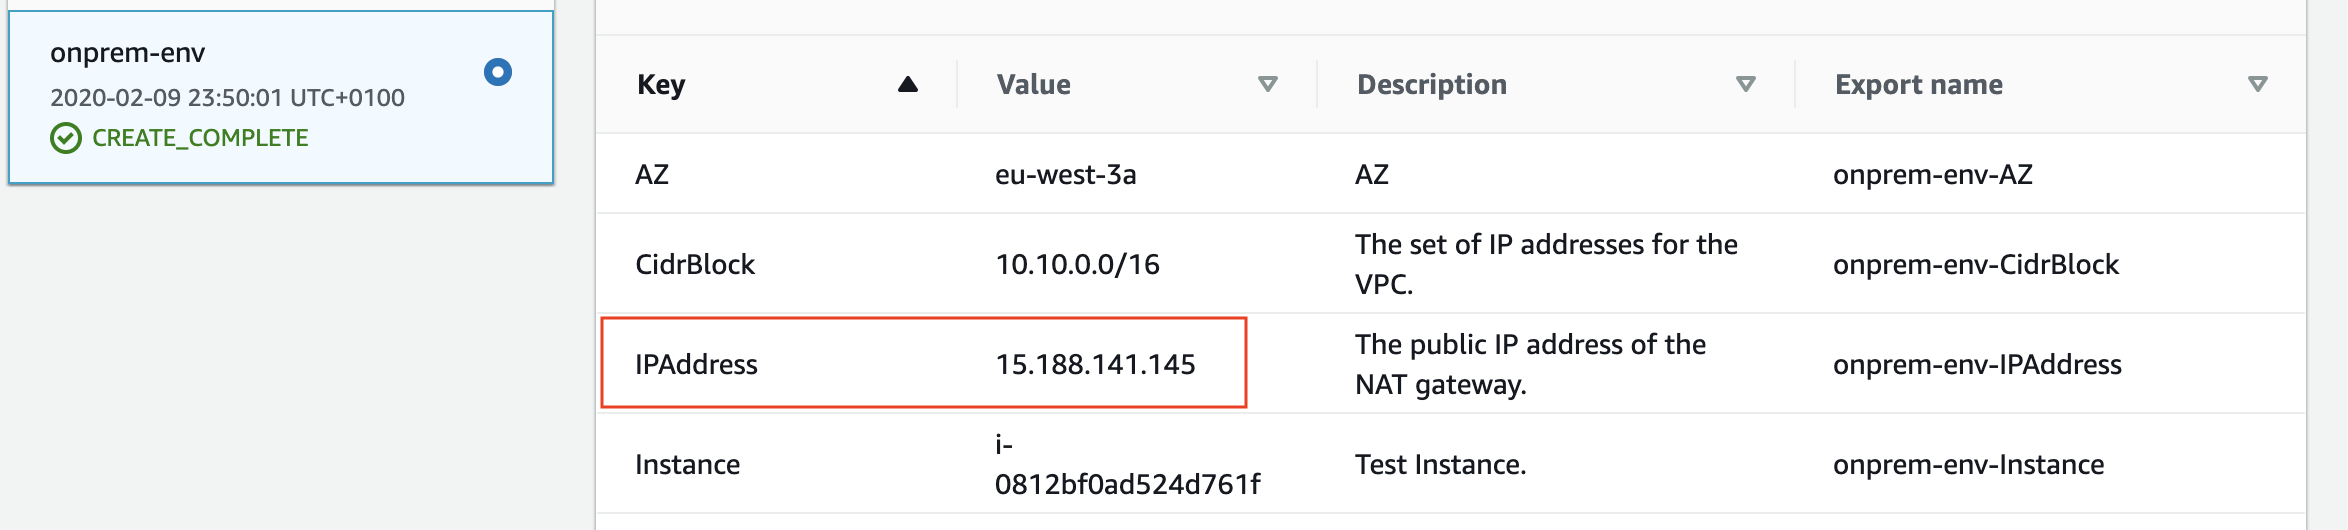 onprem-env
2020-02-09 23:50:01 UTC+0100
CREATE_COMPLETE
Key Value Description Export name
AZ eu-west-3a AZ onprem-env-AZ
CidrBlock 10.10.0.0/16 The set of IP addresses for the
VPC. onprem-env-CidrBlock
IPAddress 15.188.141.145 The public IP address of the
NAT gateway. onprem-env-IPAddress
Instance i-
0812bf0ad524d761f Test Instance. onprem-env-Instance